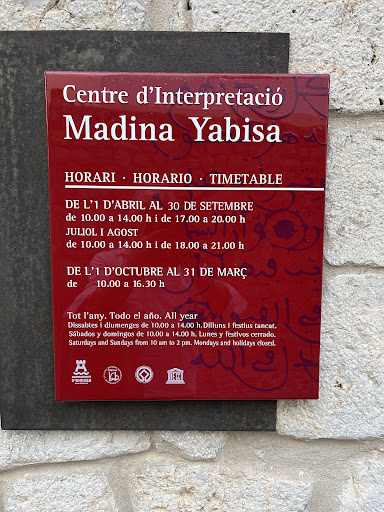 Centre d'Interpretació
Madina Yabisa
HORARI · HORARIO · TIMETABLE
DE L'1 D'ABRIL AL 30 DE SETEMBRE
de 10.00 a 14.00 h i de 17.00 a 20.00 h
JULIOL I AGOST
de 10.00 a 14.00 h i de 18.00 a 21.00 h
DE L'1 D'OCTUBRE AL 31 DE MARÇ
de 10.00 a 16.30 h
Tot l'any. Todo el año. All year
Dissabtes i diumenges de 10.00 a 14.00 h. Dilluns i festius tancat.
Sábados y domingos de 10.00 a 14.00 h. Lunes y festivos cerrado.
Saturdays and Sundays from 10 am to 2 pm. Mondays and holidays closed.